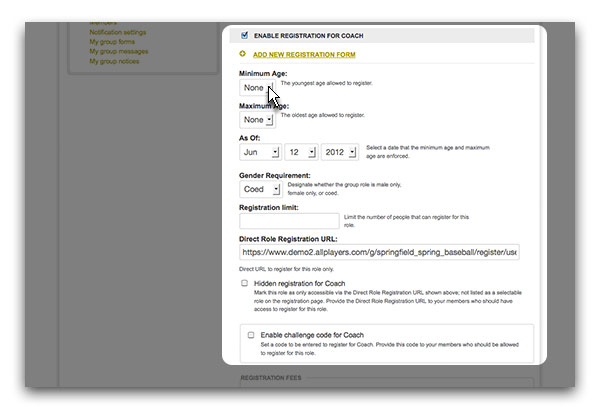 Members
Notification settings
My group forms
My group messages
My group notices
ENABLE REGISTRATION FOR COACH
ADD NEW REGISTRATION FORM
Minimum Age:
None
The youngest age allowed to register.
Maximum Age:
None
The oldest age allowed to register.
As Of:
Jun 12 2012
Select a date that the minimum age and maximum
age are enforced.
Gender Requirement:
Coed
Designate whether the group role is male only,
female only, or coed.
Registration limit:
Limit the number of people that can register for this
role.
Direct Role Registration URL:
https://www.demo2.allplayers.com/g/springfield_spring_baseball/register/use
Direct URL to register for this role only.
Hidden registration for Coach
Mark this role as only accessible via the Direct Role Registration URL shown above; not listed as a selectable
role on the registration page. Provide the Direct Role Registration URL to your members who should have
access to register for this role.
Enable challenge code for Coach
Set a code to be entered to register for Coach. Provide this code to your members who should be allowed
to register for this role.
REGISTRATION FEES